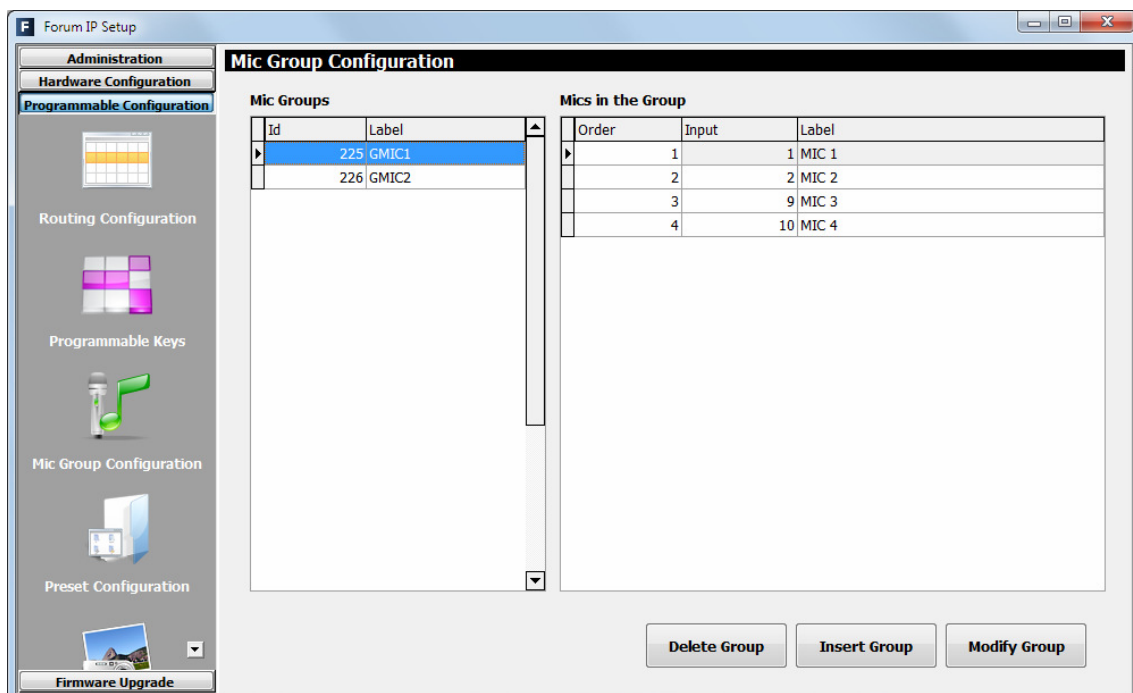 F Forum IP Setup
Administration
Hardware Configuration
Programmable Configuration
Routing Configuration
Programmable Keys
Mic Group Configuration
Preset Configuration
Firmware Upgrade
Mic Group Configuration
Mic Groups
Id Label
225 GMIC1
226 GMIC2
Mics in the Group
Order Input Label
1 1 MIC 1
2 2 MIC 2
3 9 MIC 3
4 10 MIC 4
Delete Group Insert Group Modify Group